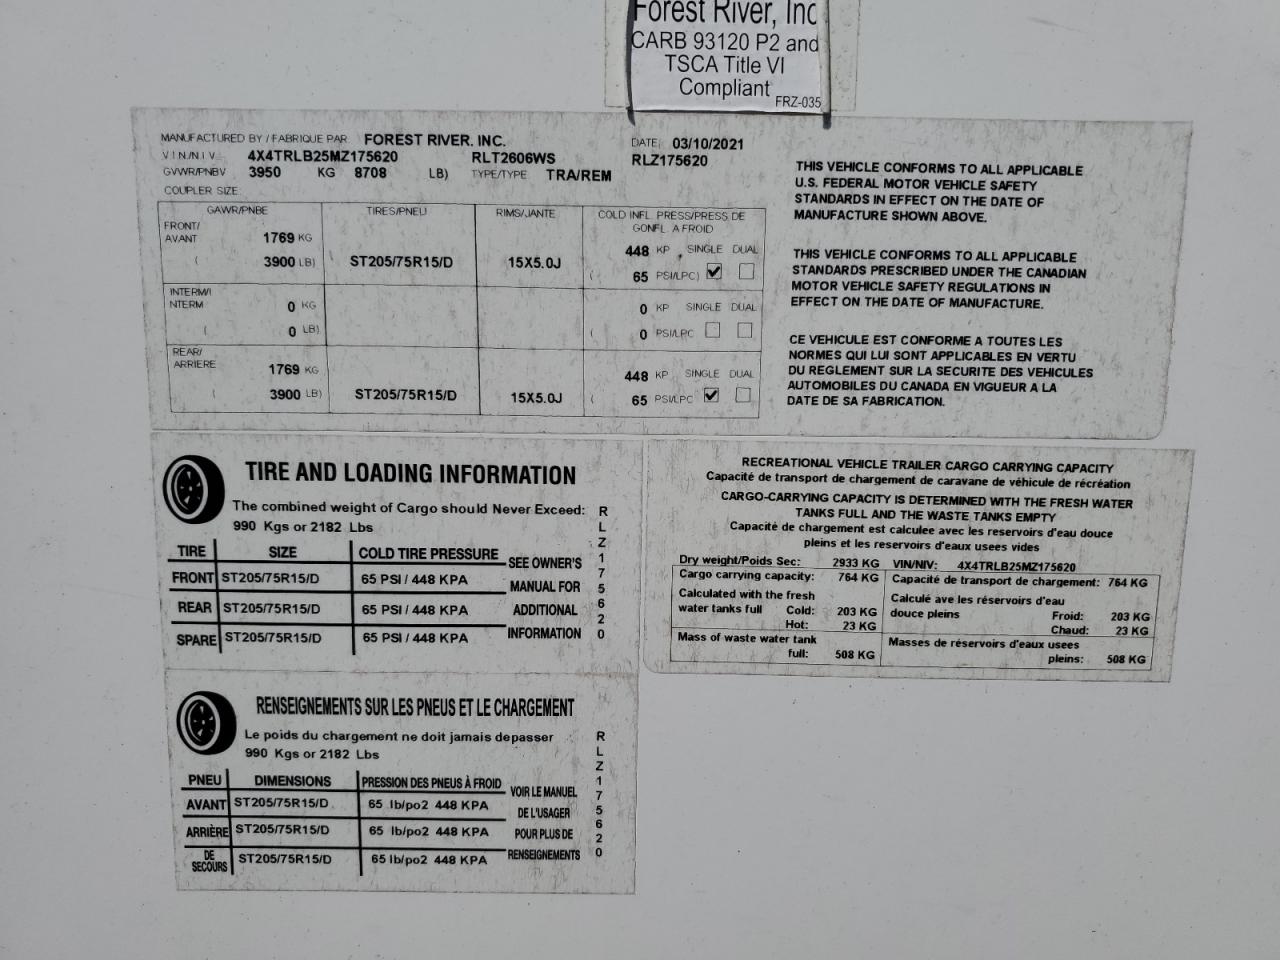 Forest River, Inc
CARB 93120 P2 and
TSCA Title VI
Compliant
FRZ-035
MANUFACTURED BY / FABRIQUE PAR FOREST RIVER. INC. DATE: 03/10/2021
V I N/N I V 4X4TRLB25MZ175620 RLT2606WS RLZ175620
GVWR/PNBV 3950 KG 8708 LB) TYPE/TYPE TRA/REM
COUPLER SIZE:
GAWR/PNBE TIRES/PNEU RIMS/JANTE COLD INFL. PRESS/PRESS DE
GONFL. A FROID
FRONT/
AVANT 1769 KG 448 KP SINGLE DUAL
( 3900 LB) ST205/75R15/D 15X5.0J ( 65 PSI/LPC)
INTERM/I
NTERM 0 KG 0 KP SINGLE DUAL
( 0 LB) ( 0 PSI/LPC
REAR/
ARRIERE 1769 KG 448 KP SINGLE DUAL
( 3900 LB) ST205/75R15/D 15X5.0J ( 65 PSI/LPC
THIS VEHICLE CONFORMS TO ALL APPLICABLE
U.S. FEDERAL MOTOR VEHICLE SAFETY
STANDARDS IN EFFECT ON THE DATE OF
MANUFACTURE SHOWN ABOVE.
THIS VEHICLE CONFORMS TO ALL APPLICABLE
STANDARDS PRESCRIBED UNDER THE CANADIAN
MOTOR VEHICLE SAFETY REGULATIONS IN
EFFECT ON THE DATE OF MANUFACTURE.
CE VEHICULE EST CONFORME A TOUTES LES
NORMES QUI LUI SONT APPLICABLES EN VERTU
DU REGLEMENT SUR LA SECURITE DES VEHICULES
AUTOMOBILES DU CANADA EN VIGUEUR A LA
DATE DE SA FABRICATION.
TIRE AND LOADING INFORMATION
The combined weight of Cargo should Never Exceed:
990 Kgs or 2182 Lbs
TIRE SIZE COLD TIRE PRESSURE
FRONT ST205/75R15/D 65 PSI / 448 KPA
REAR ST205/75R15/D 65 PSI / 448 KPA
SPARE ST205/75R15/D 65 PSI / 448 KPA
SEE OWNER'S
MANUAL FOR
ADDITIONAL
INFORMATION
RLZ175620
RECREATIONAL VEHICLE TRAILER CARGO CARRYING CAPACITY
Capacité de transport de chargement de caravane de véhicule de récréation
CARGO-CARRYING CAPACITY IS DETERMINED WITH THE FRESH WATER
TANKS FULL AND THE WASTE TANKS EMPTY
Capacité de chargement est calculee avec les reservoirs d'eau douce
pleins et les reservoirs d'eaux usees vides
Dry weight/Poids Sec: 2933 KG VIN/NIV: 4X4TRLB25MZ175620
Cargo carrying capacity: 764 KG Capacité de transport de chargement: 764 KG
Calculated with the fresh
water tanks full Cold: 203 KG
Hot: 23 KG
Calculé ave les réservoirs d'eau
douce pleins Froid: 203 KG
Chaud: 23 KG
Mass of waste water tank
full: 508 KG
Masses de réservoirs d'eaux usees
pleins: 508 KG
RENSEIGNEMENTS SUR LES PNEUS ET LE CHARGEMENT
Le poids du chargement ne doit jamais depasser
990 Kgs or 2182 Lbs
PNEU DIMENSIONS PRESSION DES PNEUS À FROID
AVANT ST205/75R15/D 65 lb/po2 448 KPA
ARRIÈRE ST205/75R15/D 65 lb/po2 448 KPA
DE
SECOURS ST205/75R15/D 65 lb/po2 448 KPA
VOIR LE MANUEL
DE L'USAGER
POUR PLUS DE
RENSEIGNEMENTS
RLZ175620